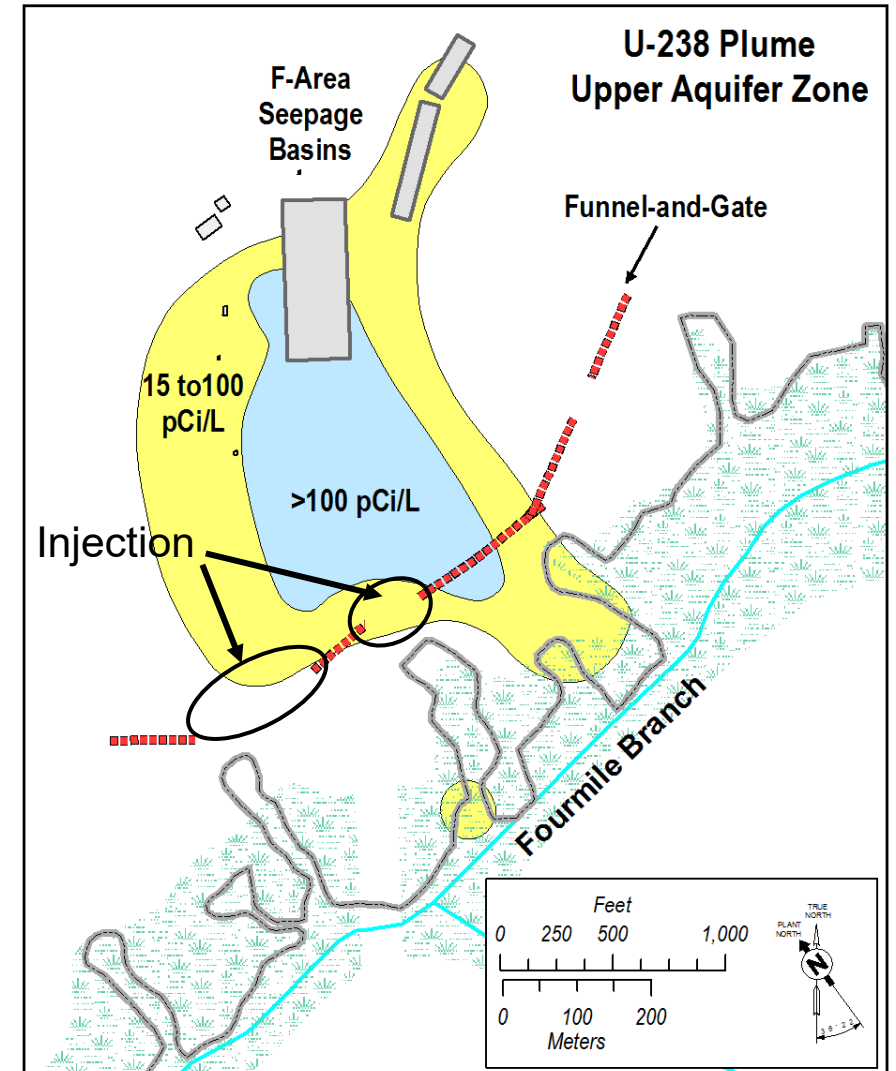 U-238 Plume
Upper Aquifer Zone
F-Area
Seepage
Basins
Funnel-and-Gate
15 to100
pCi/L
>100 pCi/L
Injection
Fourmile Branch
Feet
0 250 500 1,000
0 100 200
Meters
TRUE
NORTH
PLANT
NORTH
N